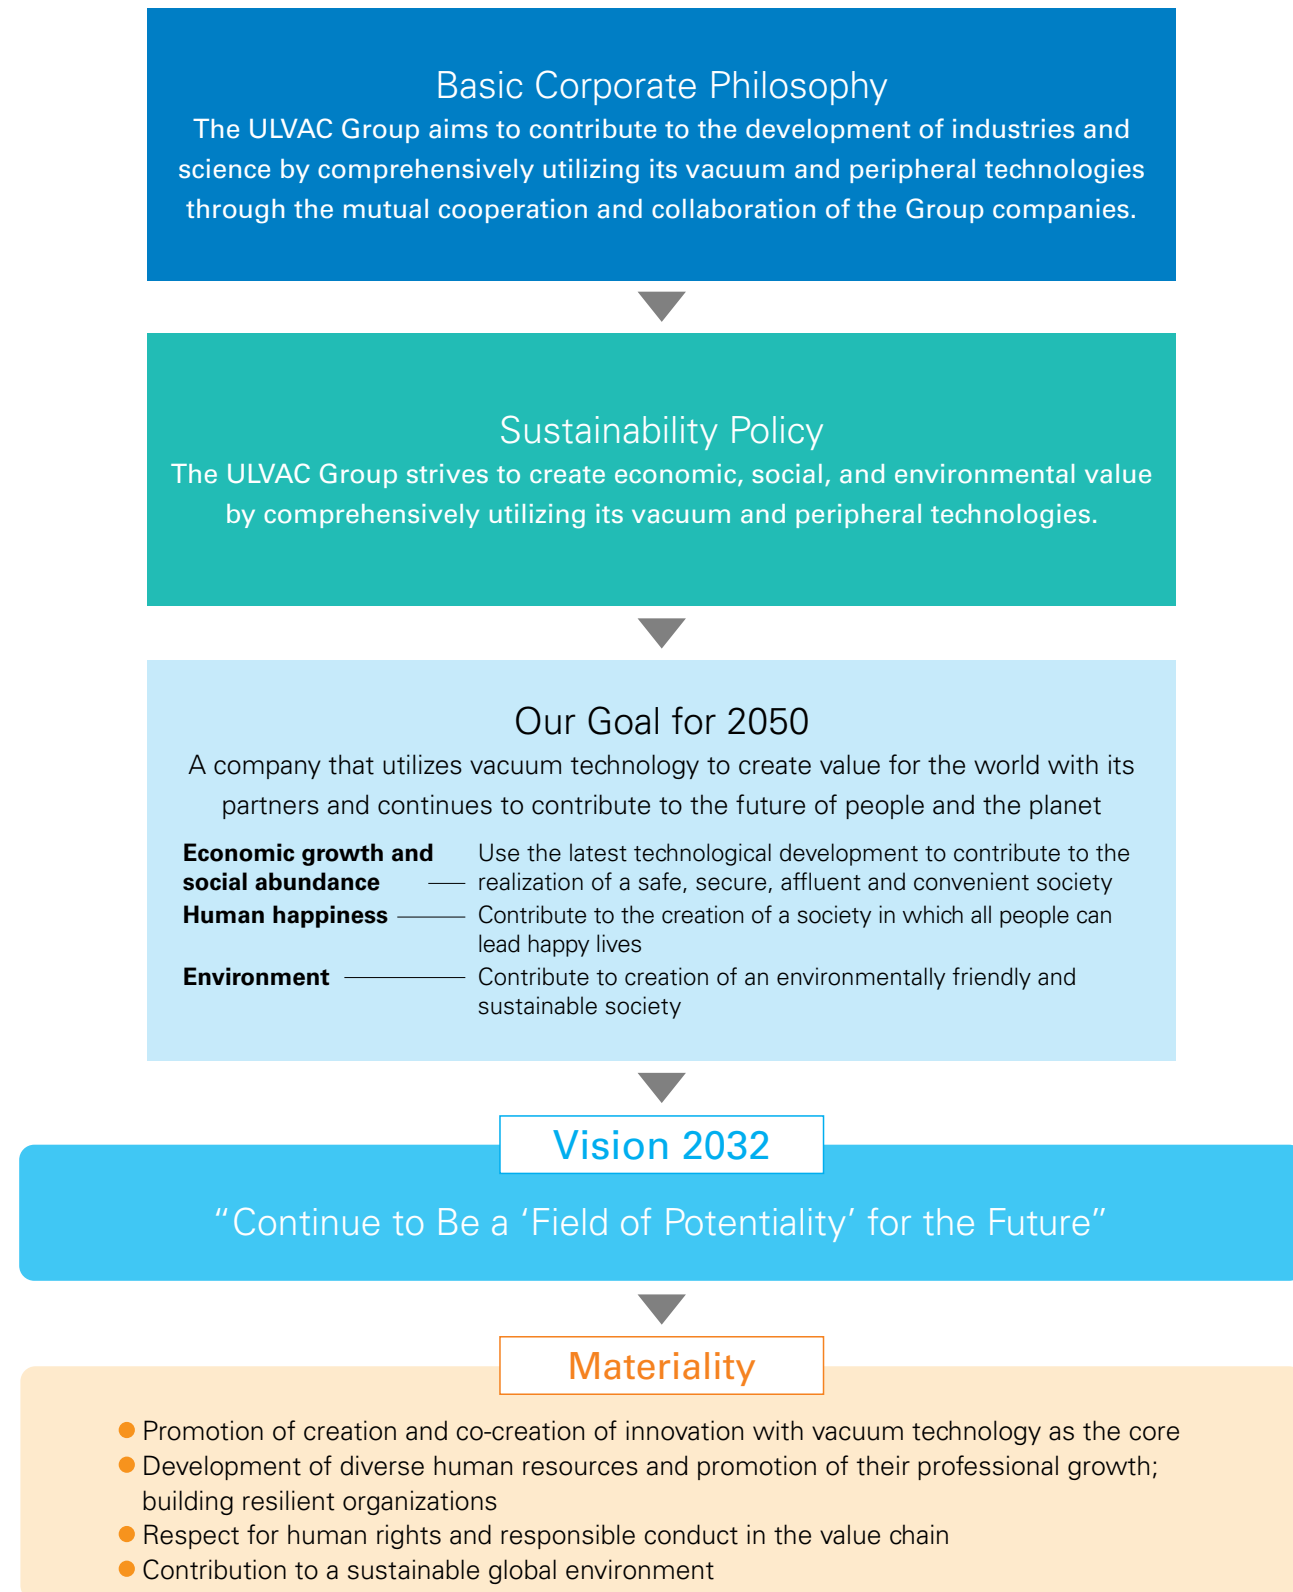 Basic Corporate Philosophy
The ULVAC Group aims to contribute to the development of industries and
science by comprehensively utilizing its vacuum and peripheral technologies
through the mutual cooperation and collaboration of the Group companies.
Sustainability Policy
The ULVAC Group strives to create economic, social, and environmental value
by comprehensively utilizing its vacuum and peripheral technologies.
Our Goal for 2050
A company that utilizes vacuum technology to create value for the world with its
partners and continues to contribute to the future of people and the planet
Economic growth and
social abundance
Use the latest technological development to contribute to the
realization of a safe, secure, affluent and convenient society
Human happiness
Contribute to the creation of a society in which all people can
lead happy lives
Environment
Contribute to creation of an environmentally friendly and
sustainable society
Vision 2032
“Continue to Be a ‘Field of Potentiality’ for the Future”
Materiality
● Promotion of creation and co-creation of innovation with vacuum technology as the core
● Development of diverse human resources and promotion of their professional growth;
building resilient organizations
● Respect for human rights and responsible conduct in the value chain
● Contribution to a sustainable global environment